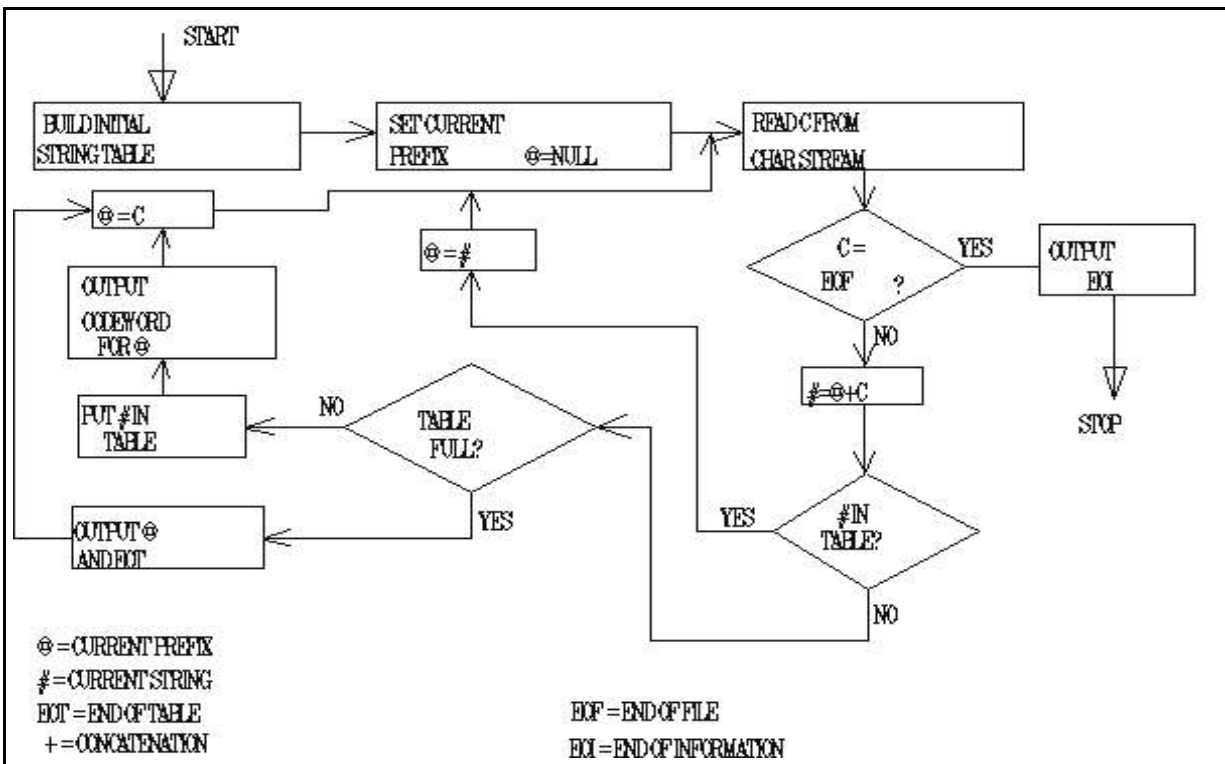 START
BUILD INITIAL
STRING TABLE
SET CURRENT
PREFIX @=NULL
READ C FROM
CHAR STREAM
@=C
@=#
C =
EOF ?
YES
OUTPUT
EOI
OUTPUT
CODEWORD
FOR @
NO
#=@+C
STOP
PUT # IN
TABLE
NO
TABLE
FULL?
YES
# IN
TABLE?
YES
OUTPUT @
AND EOT
NO
@ = CURRENT PREFIX
# = CURRENT STRING
EOT = END OF TABLE
+ = CONCATENATION
EOF = END OF FILE
EOI = END OF INFORMATION